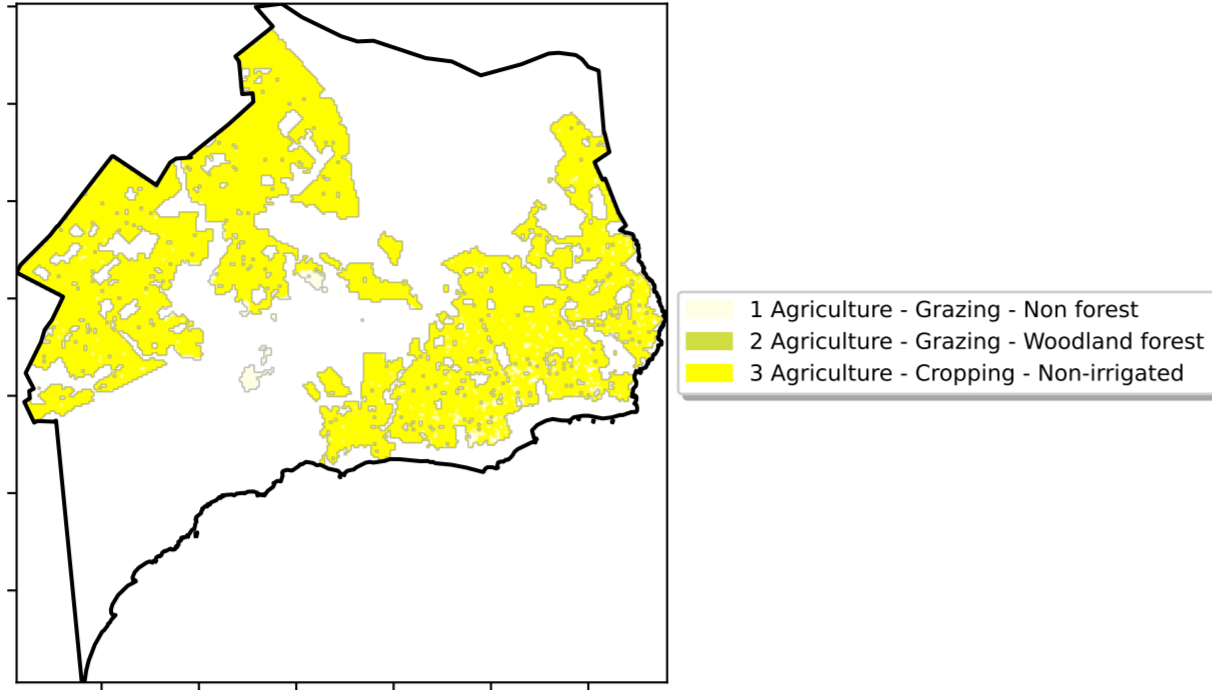 1 Agriculture - Grazing - Non forest
2 Agriculture - Grazing - Woodland forest
3 Agriculture - Cropping - Non-irrigated